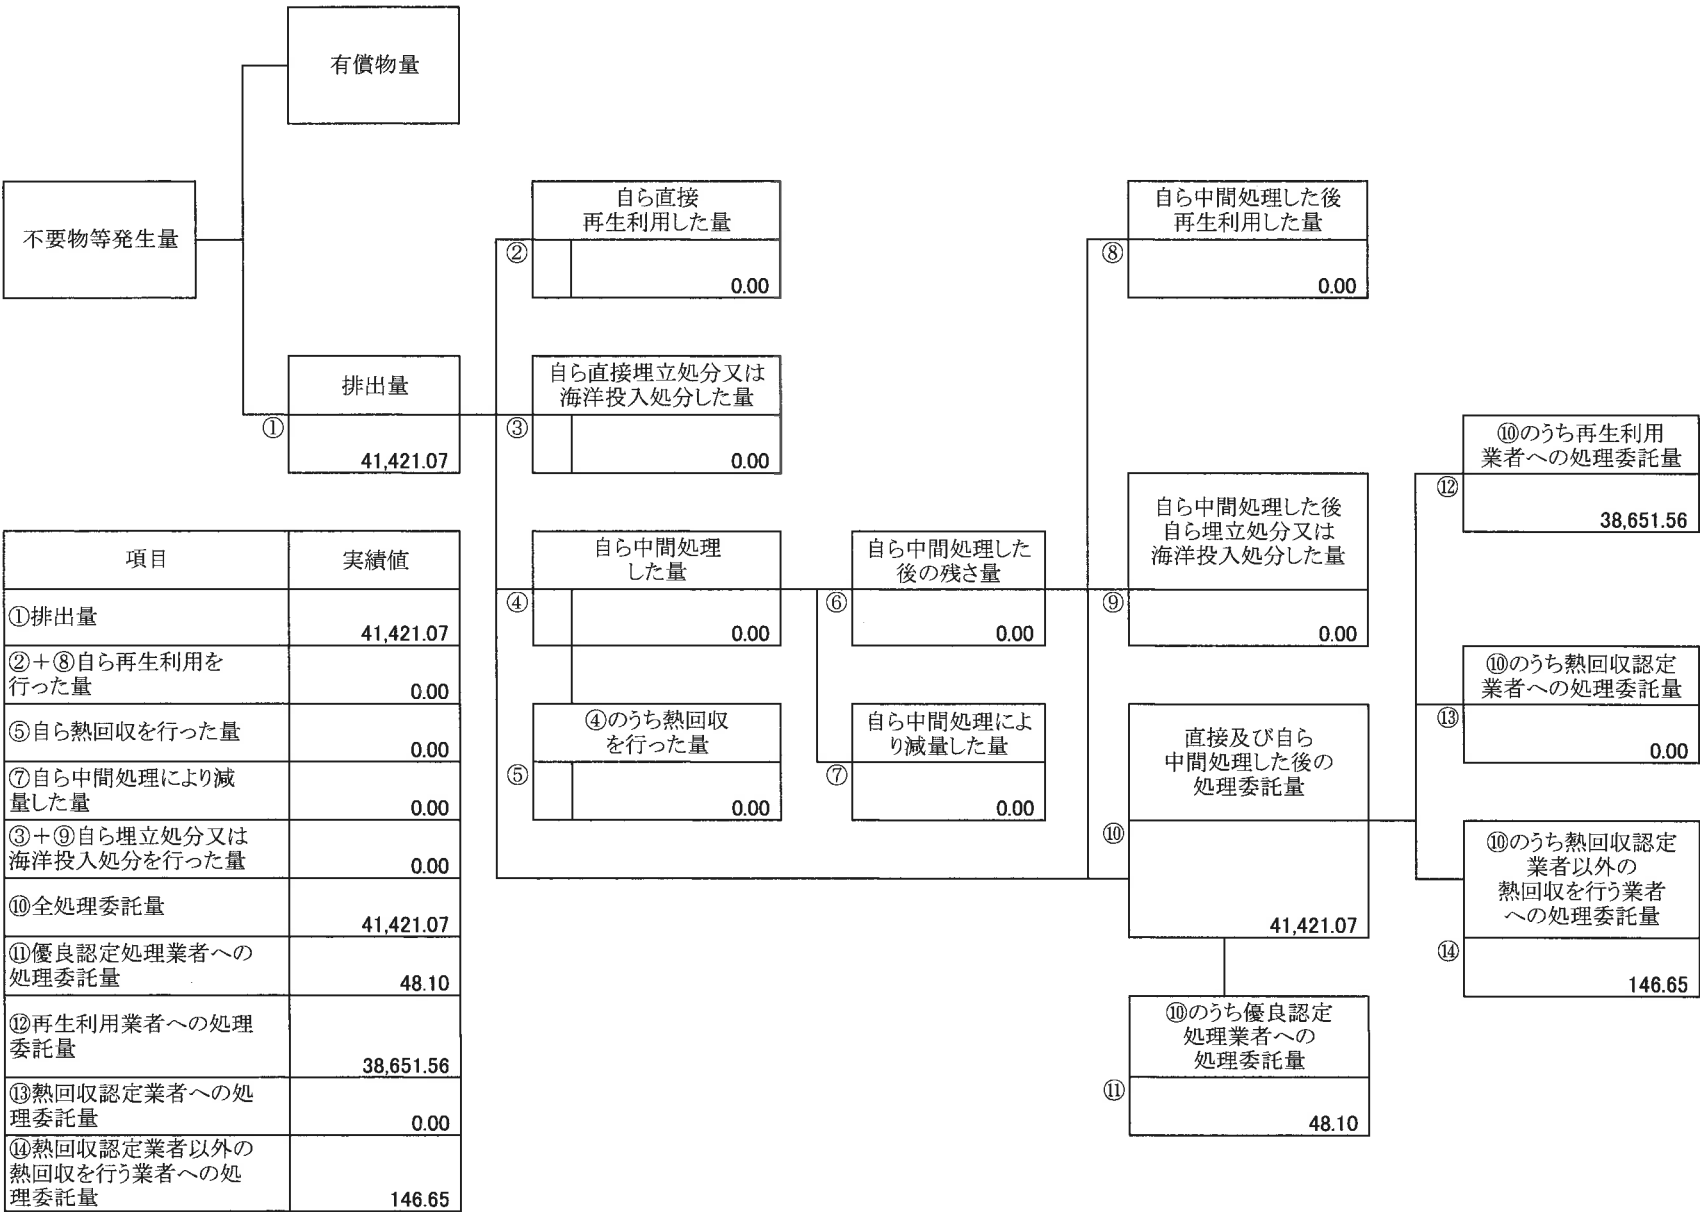 有償物量
不要物等発生量
排出量
①
41,421.07
自ら直接
再生利用した量
②
0.00
自ら直接埋立処分又は
海洋投入処分した量
③
0.00
自ら中間処理
した量
④
0.00
④のうち熱回収
を行った量
⑤
0.00
自ら中間処理した
後の残さ量
⑥
0.00
自ら中間処理によ
り減量した量
⑦
0.00
自ら中間処理した後
再生利用した量
⑧
0.00
自ら中間処理した後
自ら埋立処分又は
海洋投入処分した量
⑨
0.00
直接及び自ら
中間処理した後の
処理委託量
⑩
41,421.07
⑩のうち優良認定
処理業者への
処理委託量
⑪
48.10
⑩のうち再生利用
業者への処理委託量
⑫
38,651.56
⑩のうち熱回収認定
業者への処理委託量
⑬
0.00
⑩のうち熱回収認定
業者以外の
熱回収を行う業者
への処理委託量
⑭
146.65
項目 実績値
①排出量
41,421.07
②+⑧自ら再生利用を
行った量
0.00
⑤自ら熱回収を行った量
0.00
⑦自ら中間処理により減
量した量
0.00
③+⑨自ら埋立処分又は
海洋投入処分を行った量
0.00
⑩全処理委託量
41,421.07
⑪優良認定処理業者への
処理委託量
48.10
⑫再生利用業者への処理
委託量
38,651.56
⑬熱回収認定業者への処
理委託量
0.00
⑭熱回収認定業者以外の
熱回収を行う業者への処
理委託量
146.65